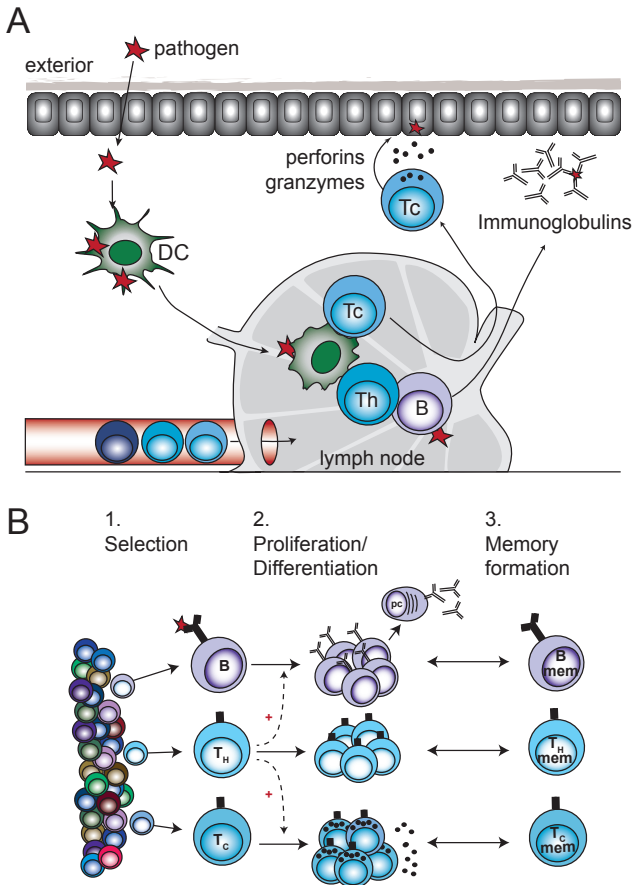 A
pathogen
exterior
perforins
granzymes
Tc
Immunoglobulins
DC
Tc
Th
B
lymph node
B
1.
Selection
2.
Proliferation/
Differentiation
3.
Memory
formation
pc
B
B
mem
+
TH
TH
mem
+
TC
TC
mem